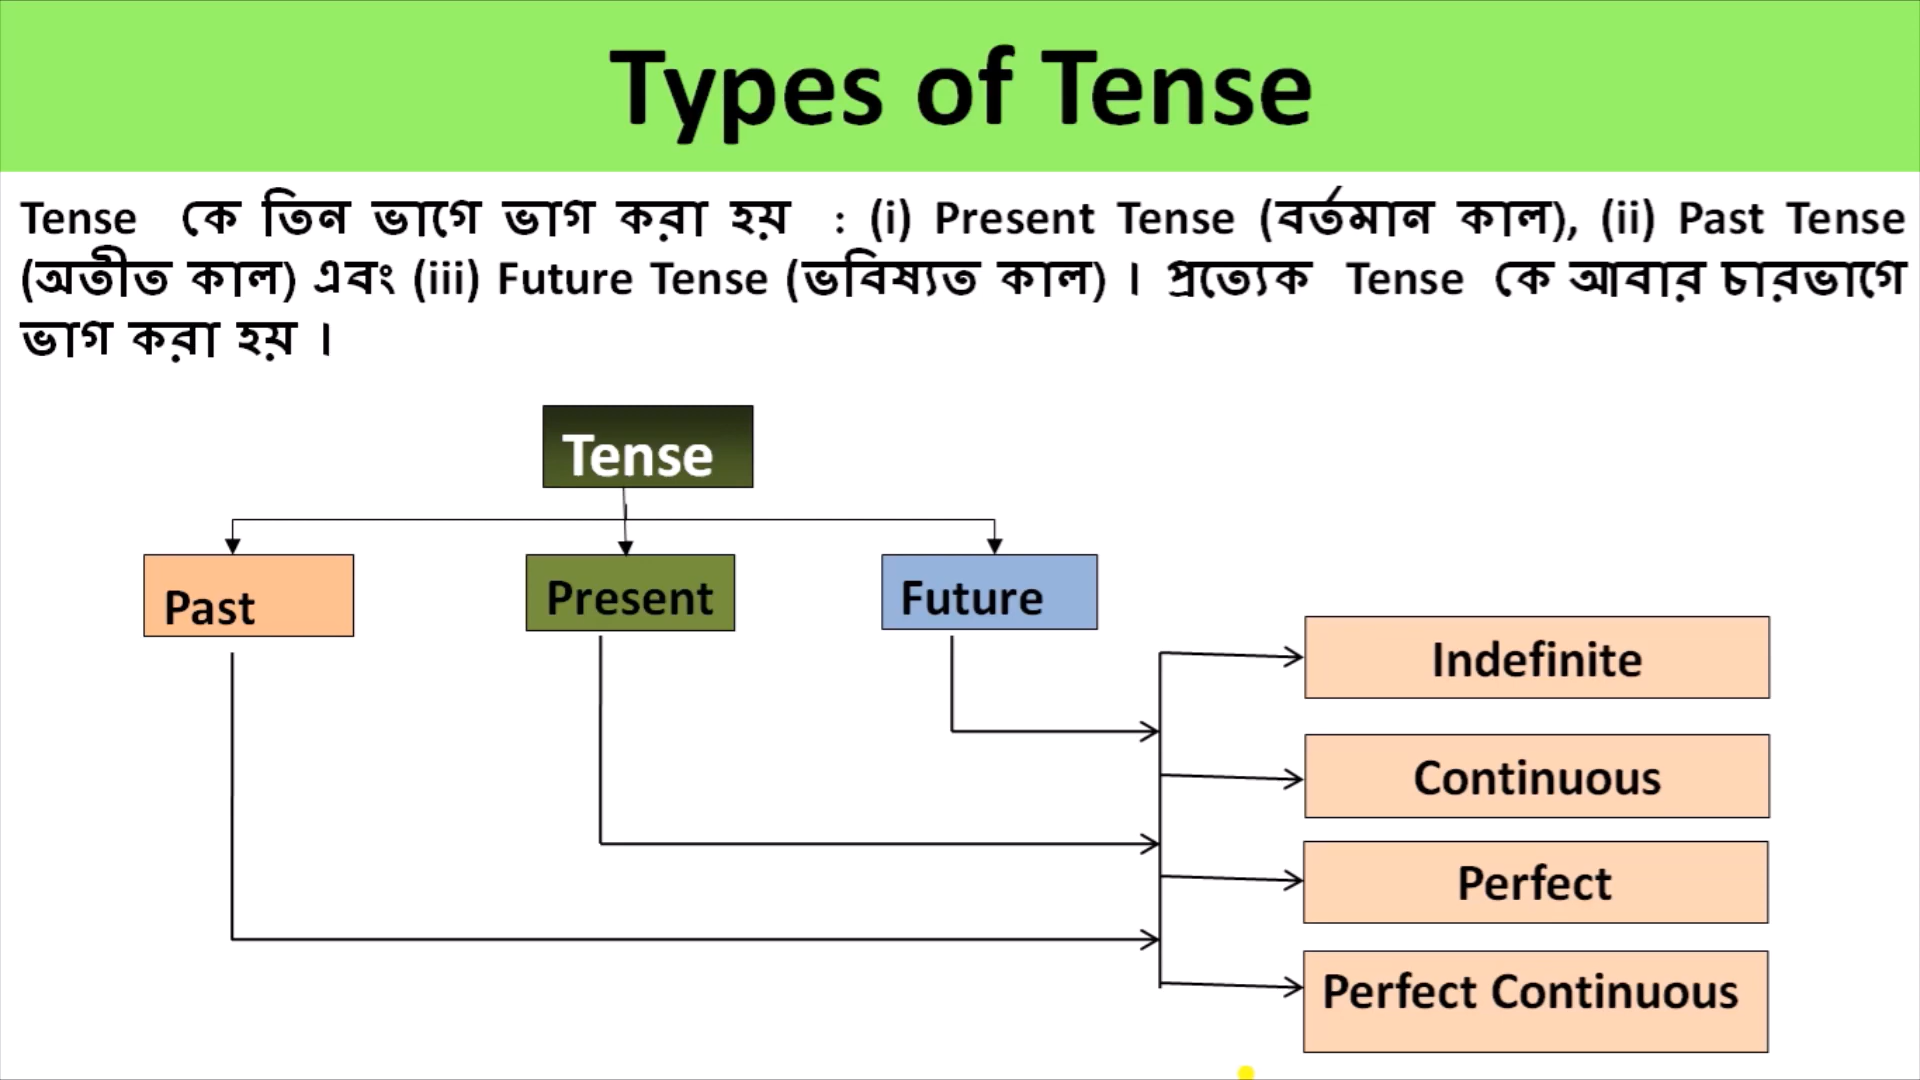 Types of Tense
Tense কে তিন ভাগে ভাগ করা হয় : (i) Present Tense (বর্তমান কাল), (ii) Past Tense
(অতীত কাল) এবং (iii) Future Tense (ভবিষ্যত কাল) । প্রত্যেক Tense কে আবার চারভাগে
ভাগ করা হয় ।
Tense
Past
Present
Future
Indefinite
Continuous
Perfect
Perfect Continuous